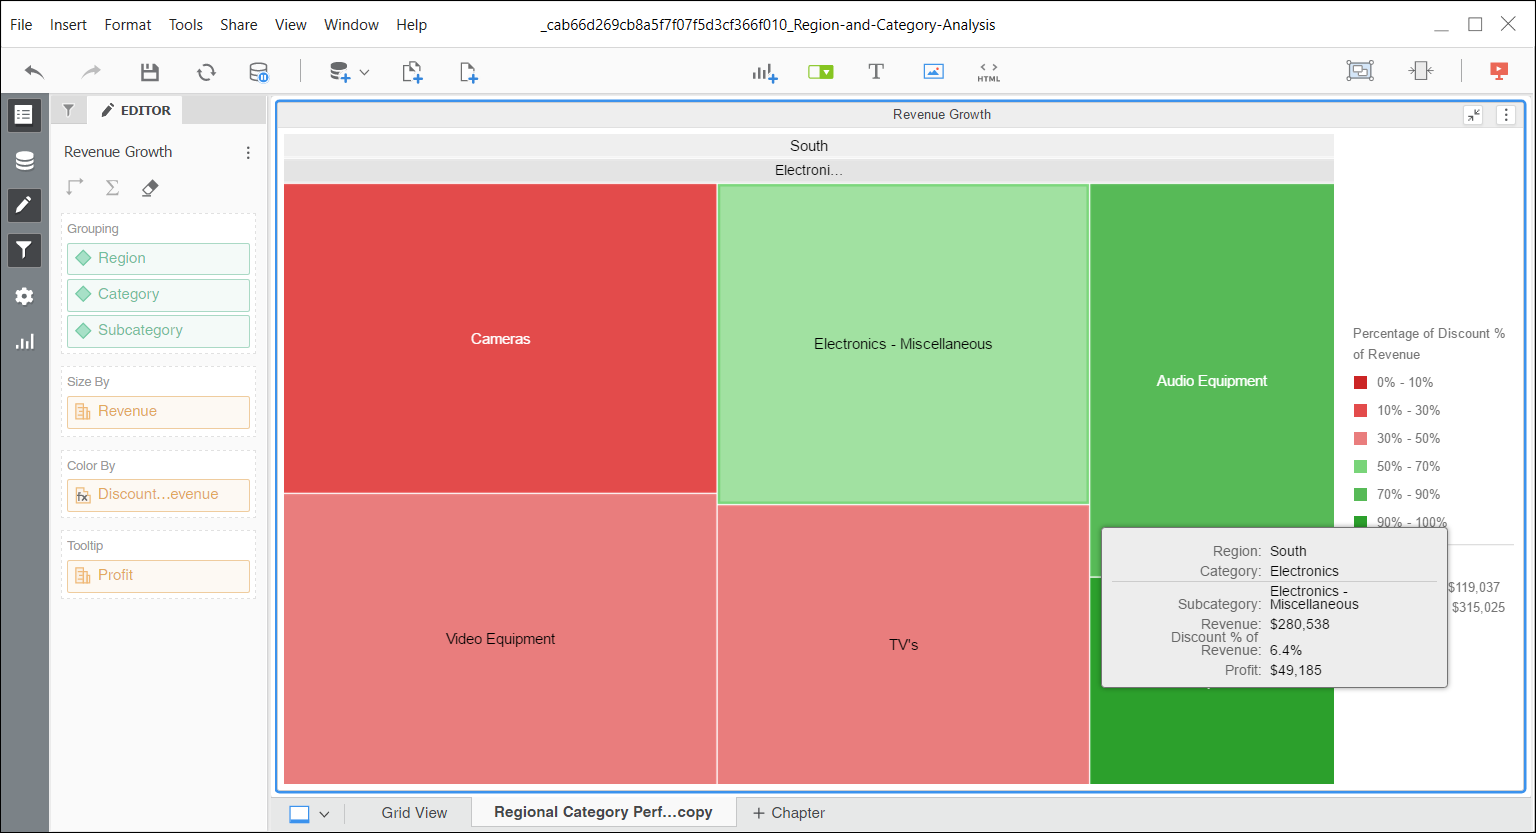 File Insert Format Tools Share View Window Help _cab66d269cb8a5f7f07f5d3cf366f010_Region-and-Category-Analysis
T
< >
HTML
EDITOR
Revenue Growth
Grouping
Region
Category
Subcategory
Size By
Revenue
Color By
fx Discount...evenue
Tooltip
Profit
Revenue Growth
South
Electroni...
Cameras
Electronics - Miscellaneous
Audio Equipment
Video Equipment
TV's
Percentage of Discount %
of Revenue
0% - 10%
10% - 30%
30% - 50%
50% - 70%
70% - 90%
90% - 100%
$119,037
$315,025
Region: South
Category: Electronics
Electronics -
Subcategory: Miscellaneous
Revenue: $280,538
Discount % of
Revenue: 6.4%
Profit: $49,185
Grid View
Regional Category Perf...copy
+ Chapter